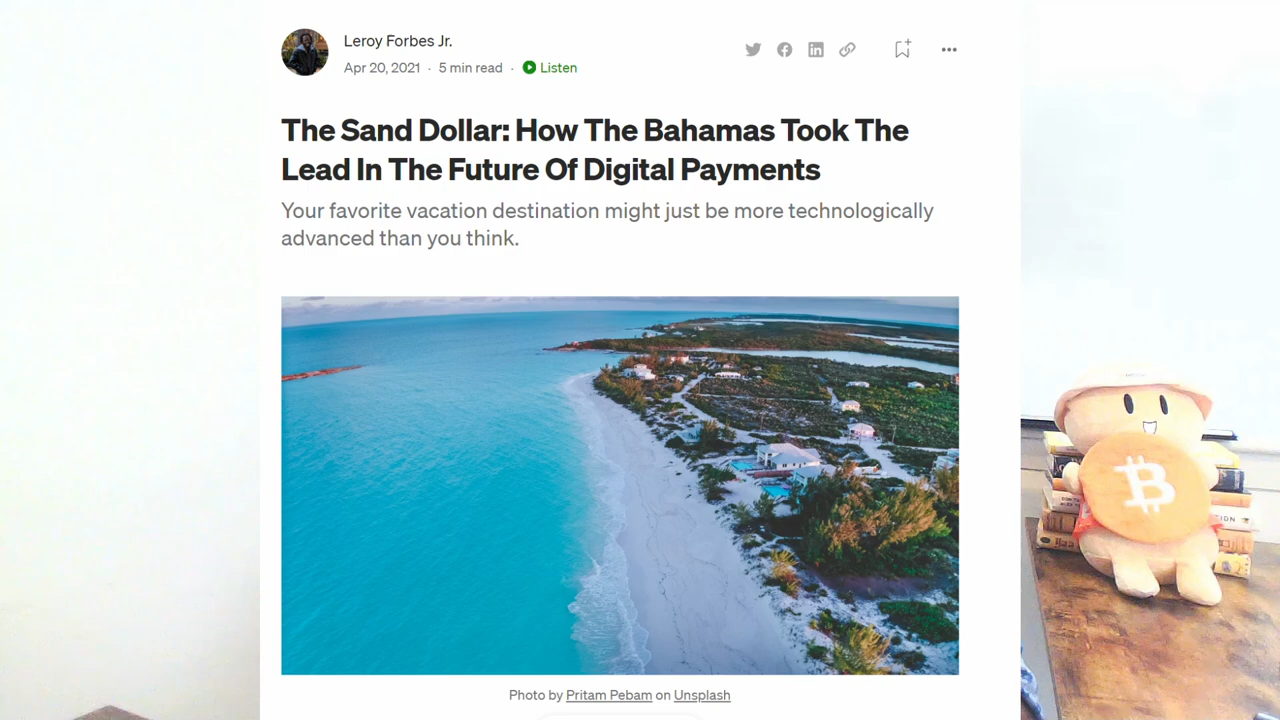 Leroy Forbes Jr.
Apr 20, 2021 · 5 min read · Listen
The Sand Dollar: How The Bahamas Took The
Lead In The Future Of Digital Payments
Your favorite vacation destination might just be more technologically
advanced than you think.
Photo by Pritam Pebam on Unsplash